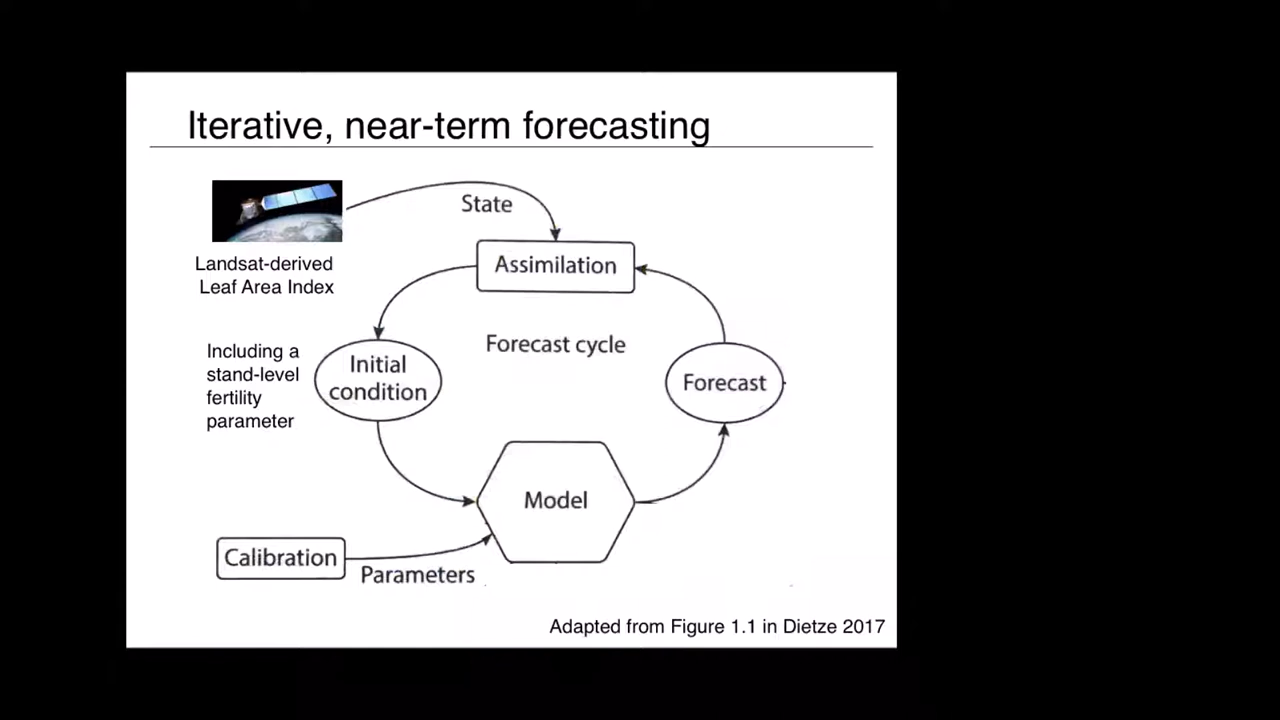 Iterative, near-term forecasting
State
Landsat-derived
Leaf Area Index
Assimilation
Forecast cycle
Including a
stand-level
fertility
parameter
Initial
condition
Forecast
Model
Calibration
Parameters
Adapted from Figure 1.1 in Dietze 2017